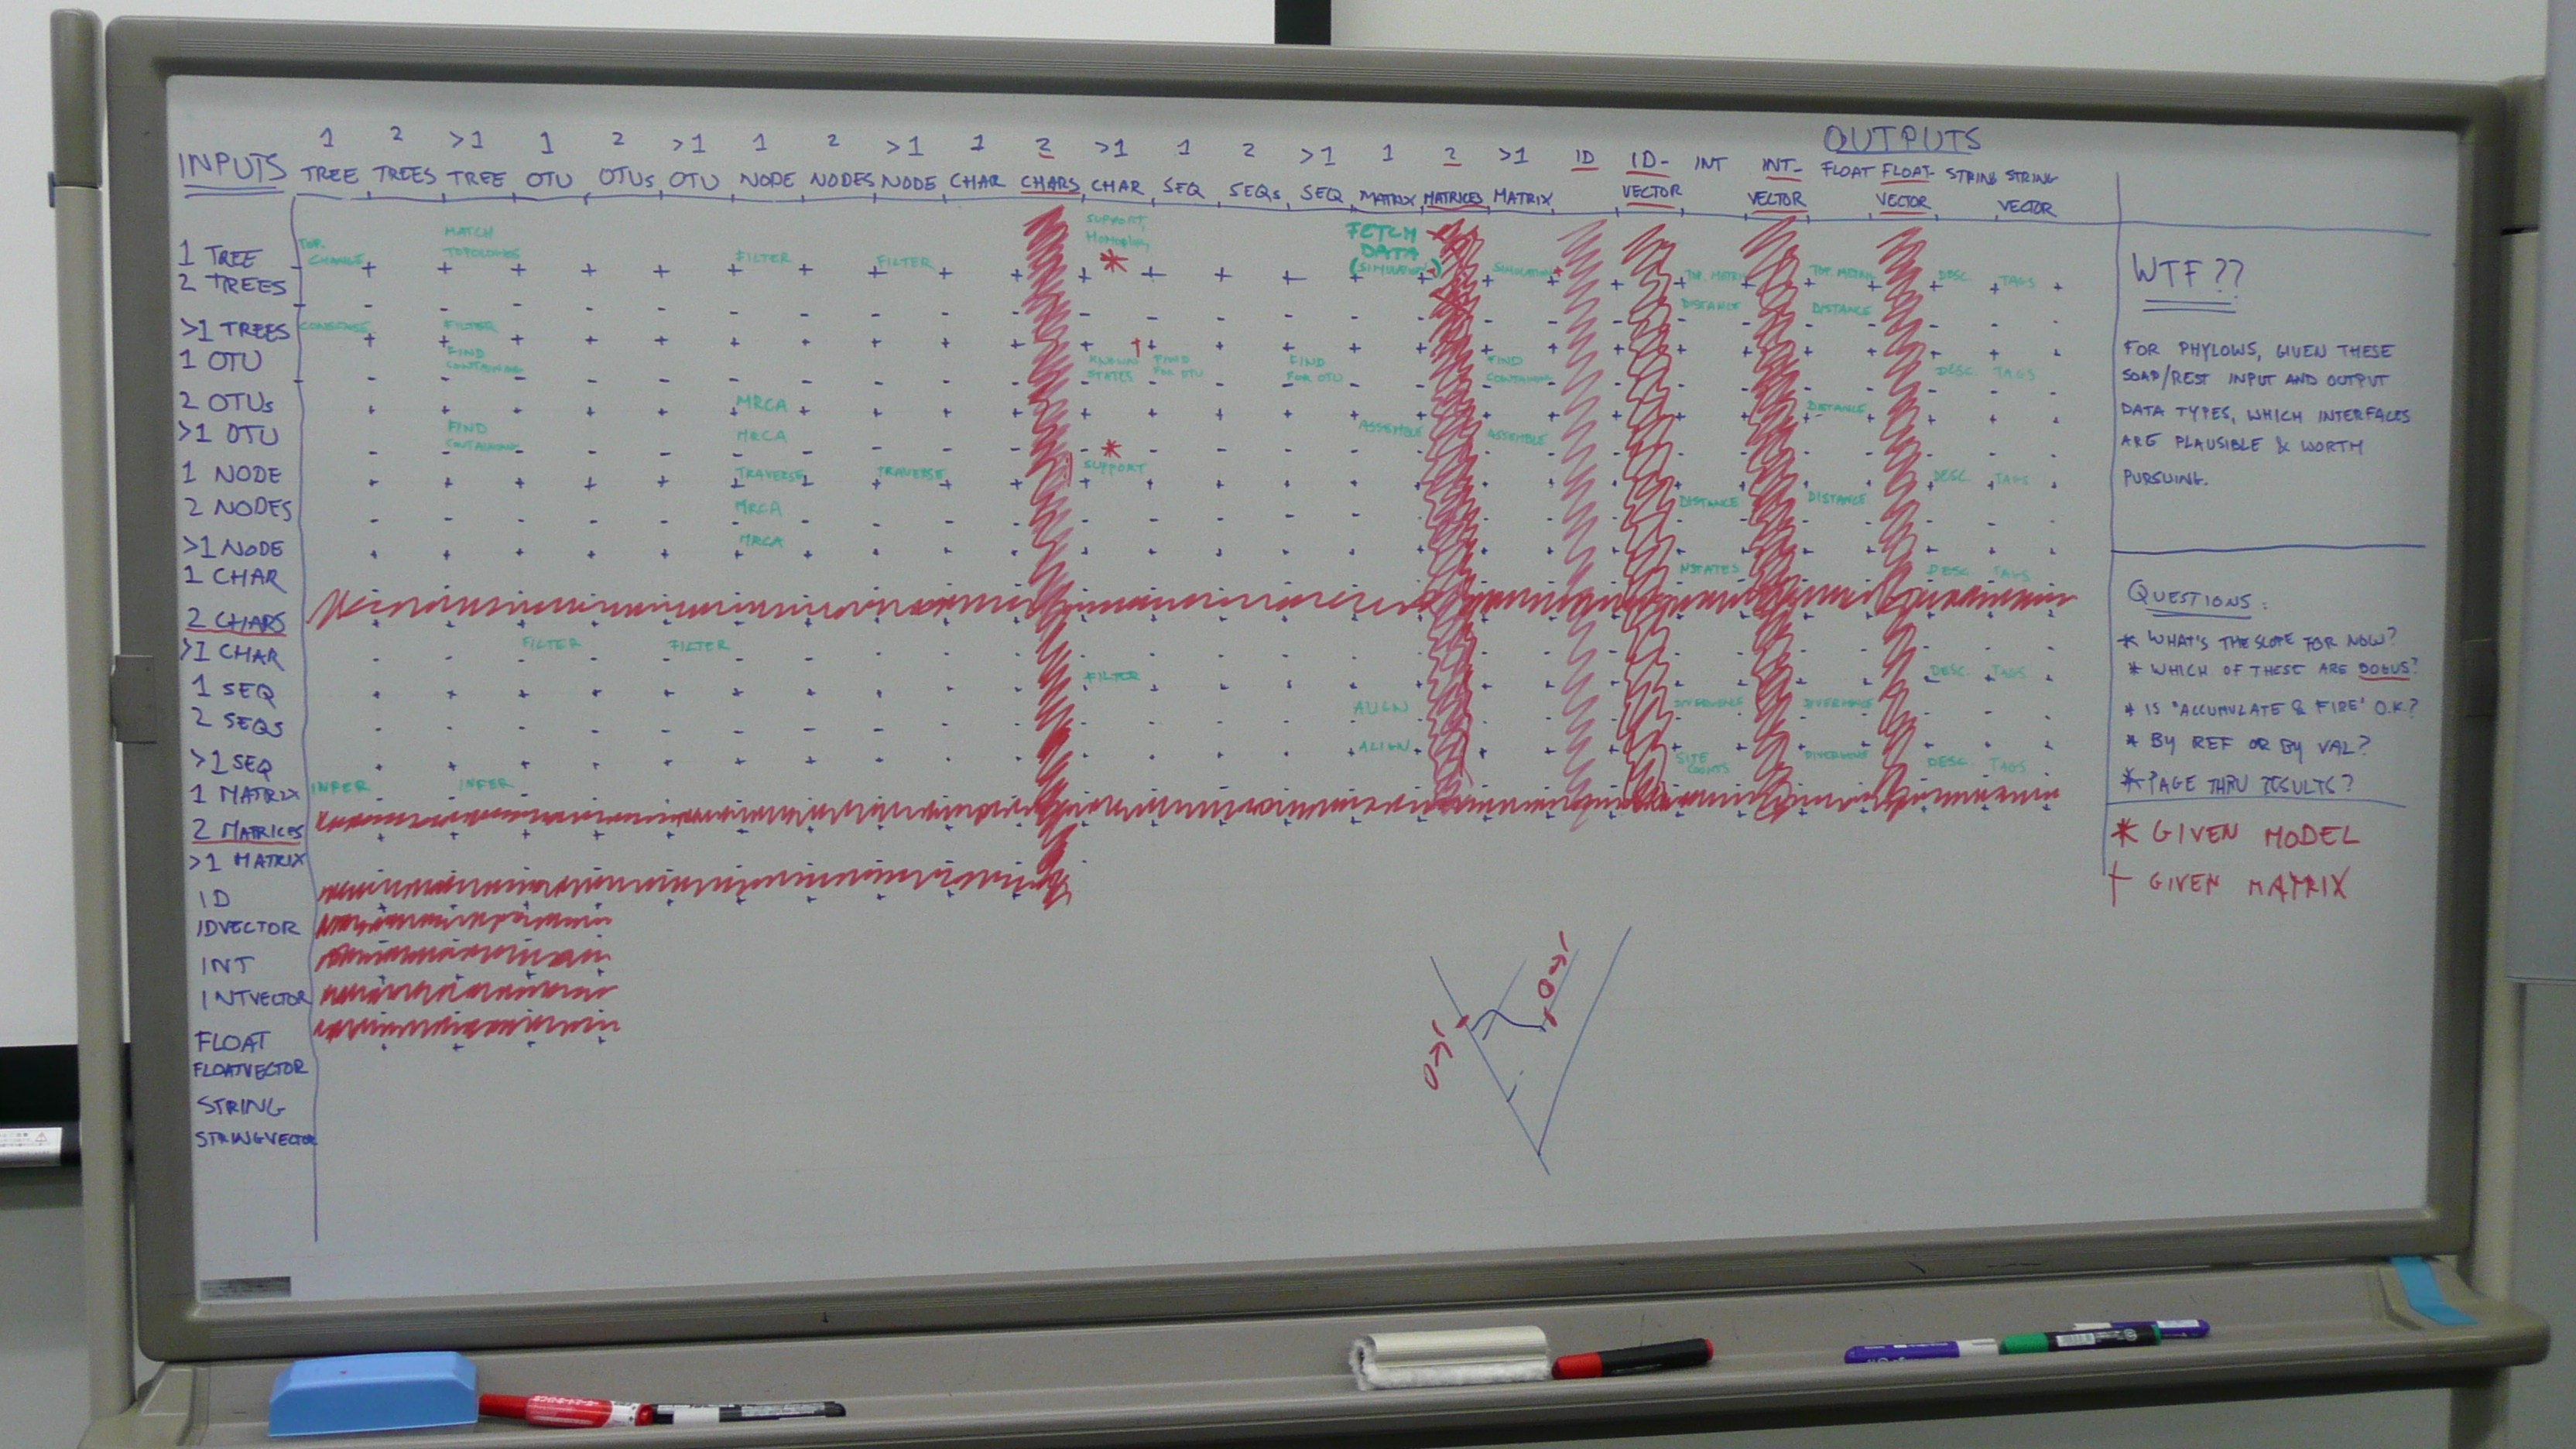 OUTPUTS
1 2 >1 1 2 >1 1 2 >1 1 2 >1 1 2 >1 1 2 >1 ID ID- INT INT- FLOAT FLOAT- STRING STRING
INPUTS TREE TREES TREE OTU OTUs OTU NODE NODES NODE CHAR CHARS CHAR SEQ SEQs SEQ MATRIX MATRICES MATRIX VECTOR VECTOR VECTOR VECTOR
SUPPORT,
MATCH FETCH
TOP. DATA
1 TREE CHANGE TOPOLOGIES FILTER FILTER * (SIMULATION) SIMULATION* TOP. METRIC TOP. METRIC DESC. TAGS
2 TREES DISTANCE DISTANCE
>1 TREES CONSENSE FILTER
1 OTU FIND CONTAINING KNOWN STATES † FIND FOR OTU FIND FOR OTU FIND CONTAINING DESC. TAGS
2 OTUs MRCA DISTANCE
>1 OTU FIND CONTAINING MRCA ASSEMBLE ASSEMBLE
1 NODE TRAVERSE TRAVERSE * SUPPORT DESC. TAGS
2 NODES MRCA DISTANCE DISTANCE
>1 NODE MRCA
1 CHAR NSTATES DESC. TAGS
2 CHARS
>1 CHAR FILTER FILTER
1 SEQ FILTER DESC. TAGS
2 SEQS ALIGN DIVERGENCE DIVERGENCE
>1 SEQ ALIGN
1 MATRIX INFER INFER SITE COUNTS DIVERGENCE DESC. TAGS
2 MATRICES
>1 MATRIX
ID
IDVECTOR
INT
INTVECTOR
FLOAT
FLOATVECTOR
STRING
STRINGVECTOR
WTF??
FOR PHYLOWS, GIVEN THESE
SOAP/REST INPUT AND OUTPUT
DATA TYPES, WHICH INTERFACES
ARE PLAUSIBLE & WORTH
PURSUING.
QUESTIONS:
* WHAT'S THE SCOPE FOR NOW?
* WHICH OF THESE ARE BOGUS?
* IS "ACCUMULATE & FIRE" O.K.?
* BY REF OR BY VAL?
* PAGE THRU RESULTS?
* GIVEN MODEL
† GIVEN MATRIX